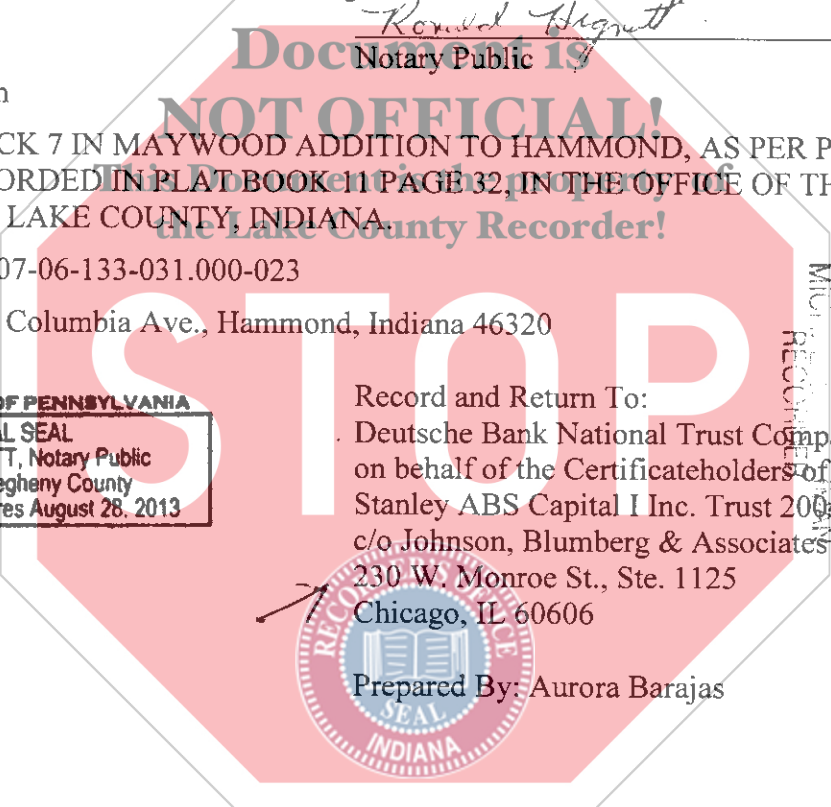 Ronald Hignett
Document is
Notary Public
n
NOT OFFICIAL!
CK 7 IN MAYWOOD ADDITION TO HAMMOND, AS PER P
This Document is the property of
ORDED IN PLAT BOOK 11 PAGE 32, IN THE OFFICE OF TH
LAKE COUNTY, INDIANA.
the Lake County Recorder!
07-06-133-031.000-023
Columbia Ave., Hammond, Indiana 46320
STOP
OF PENNSYLVANIA
L SEAL
T, Notary Public
egheny County
res August 28, 2013
MIC
RECORDER
Record and Return To:
Deutsche Bank National Trust Comp
on behalf of the Certificateholders of
Stanley ABS Capital I Inc. Trust 200
c/o Johnson, Blumberg & Associates
230 W. Monroe St., Ste. 1125
Chicago, IL 60606
Prepared By: Aurora Barajas
SEAL
INDIANA